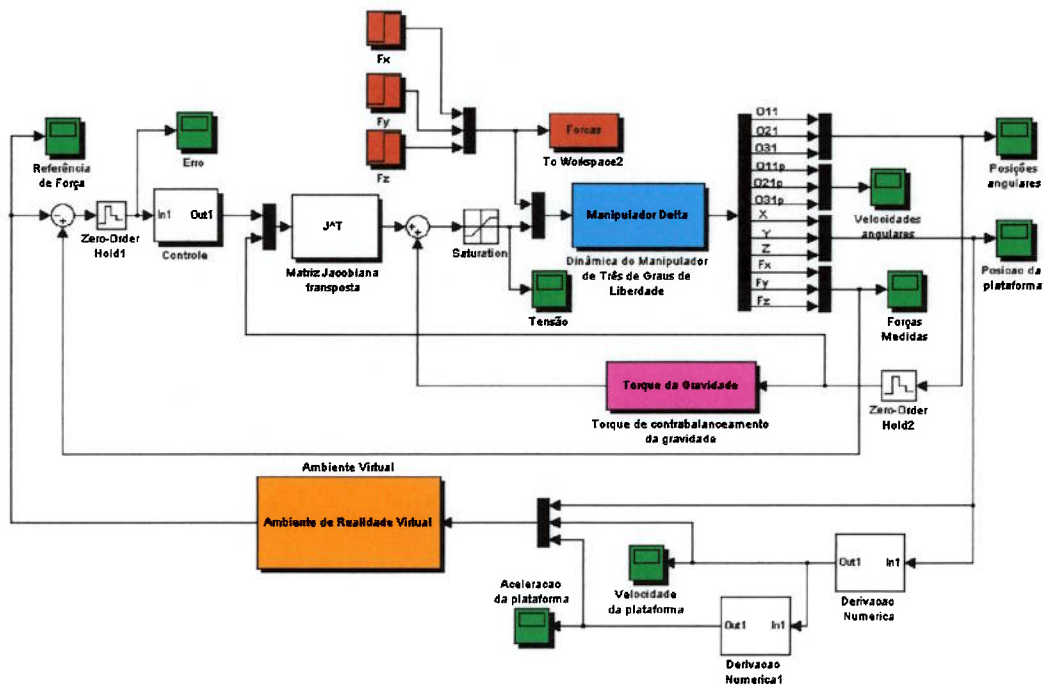 Fx
Fy
Fz
Forcas
To Workspace2
Referência
de Força
Erro
Zero-Order
Hold1
In1
Out1
Controle
J^T
Matriz Jacobiana
transposta
Saturation
Tensão
Manipulador Delta
Dinâmica do Manipulador
de Três de Graus de
Liberdade
O11
O21
O31
O11p
O21p
O31p
X
Y
Z
Fx
Fy
Fz
Posições
angulares
Velocidades
angulares
Posicao da
plataforma
Forças
Medidas
Torque da Gravidade
Torque de contrabalanceamento
da gravidade
Zero-Order
Hold2
Ambiente Virtual
Ambiente de Realidade Virtual
Aceleracao
da plataforma
Velocidade
da plataforma
Out1
In1
Derivacao
Numerica
Out1
In1
Derivacao
Numerica1